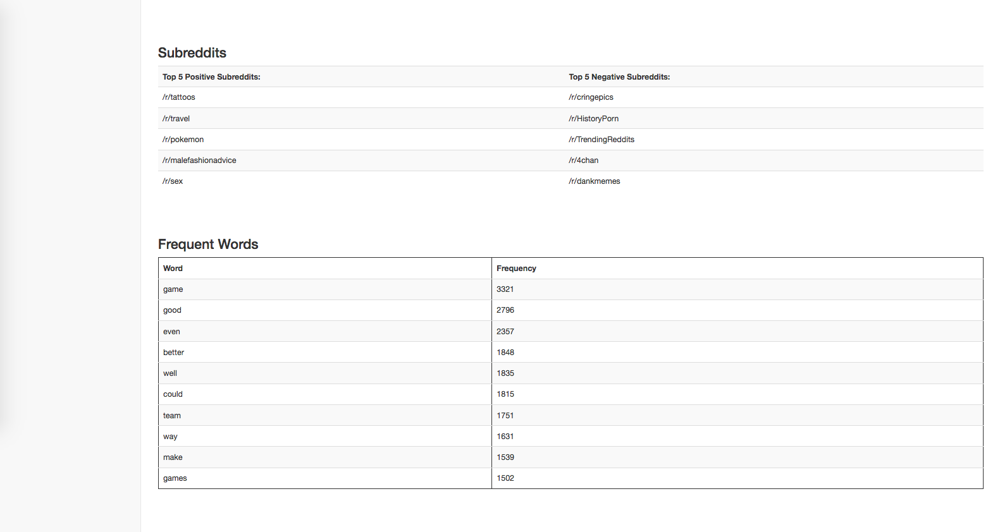 Subreddits
Top 5 Positive Subreddits: Top 5 Negative Subreddits:
/r/tattoos /r/cringepics
/r/travel /r/HistoryPorn
/r/pokemon /r/TrendingReddits
/r/malefashionadvice /r/4chan
/r/sex /r/dankmemes
Frequent Words
Word Frequency
game 3321
good 2796
even 2357
better 1848
well 1835
could 1815
team 1751
way 1631
make 1539
games 1502